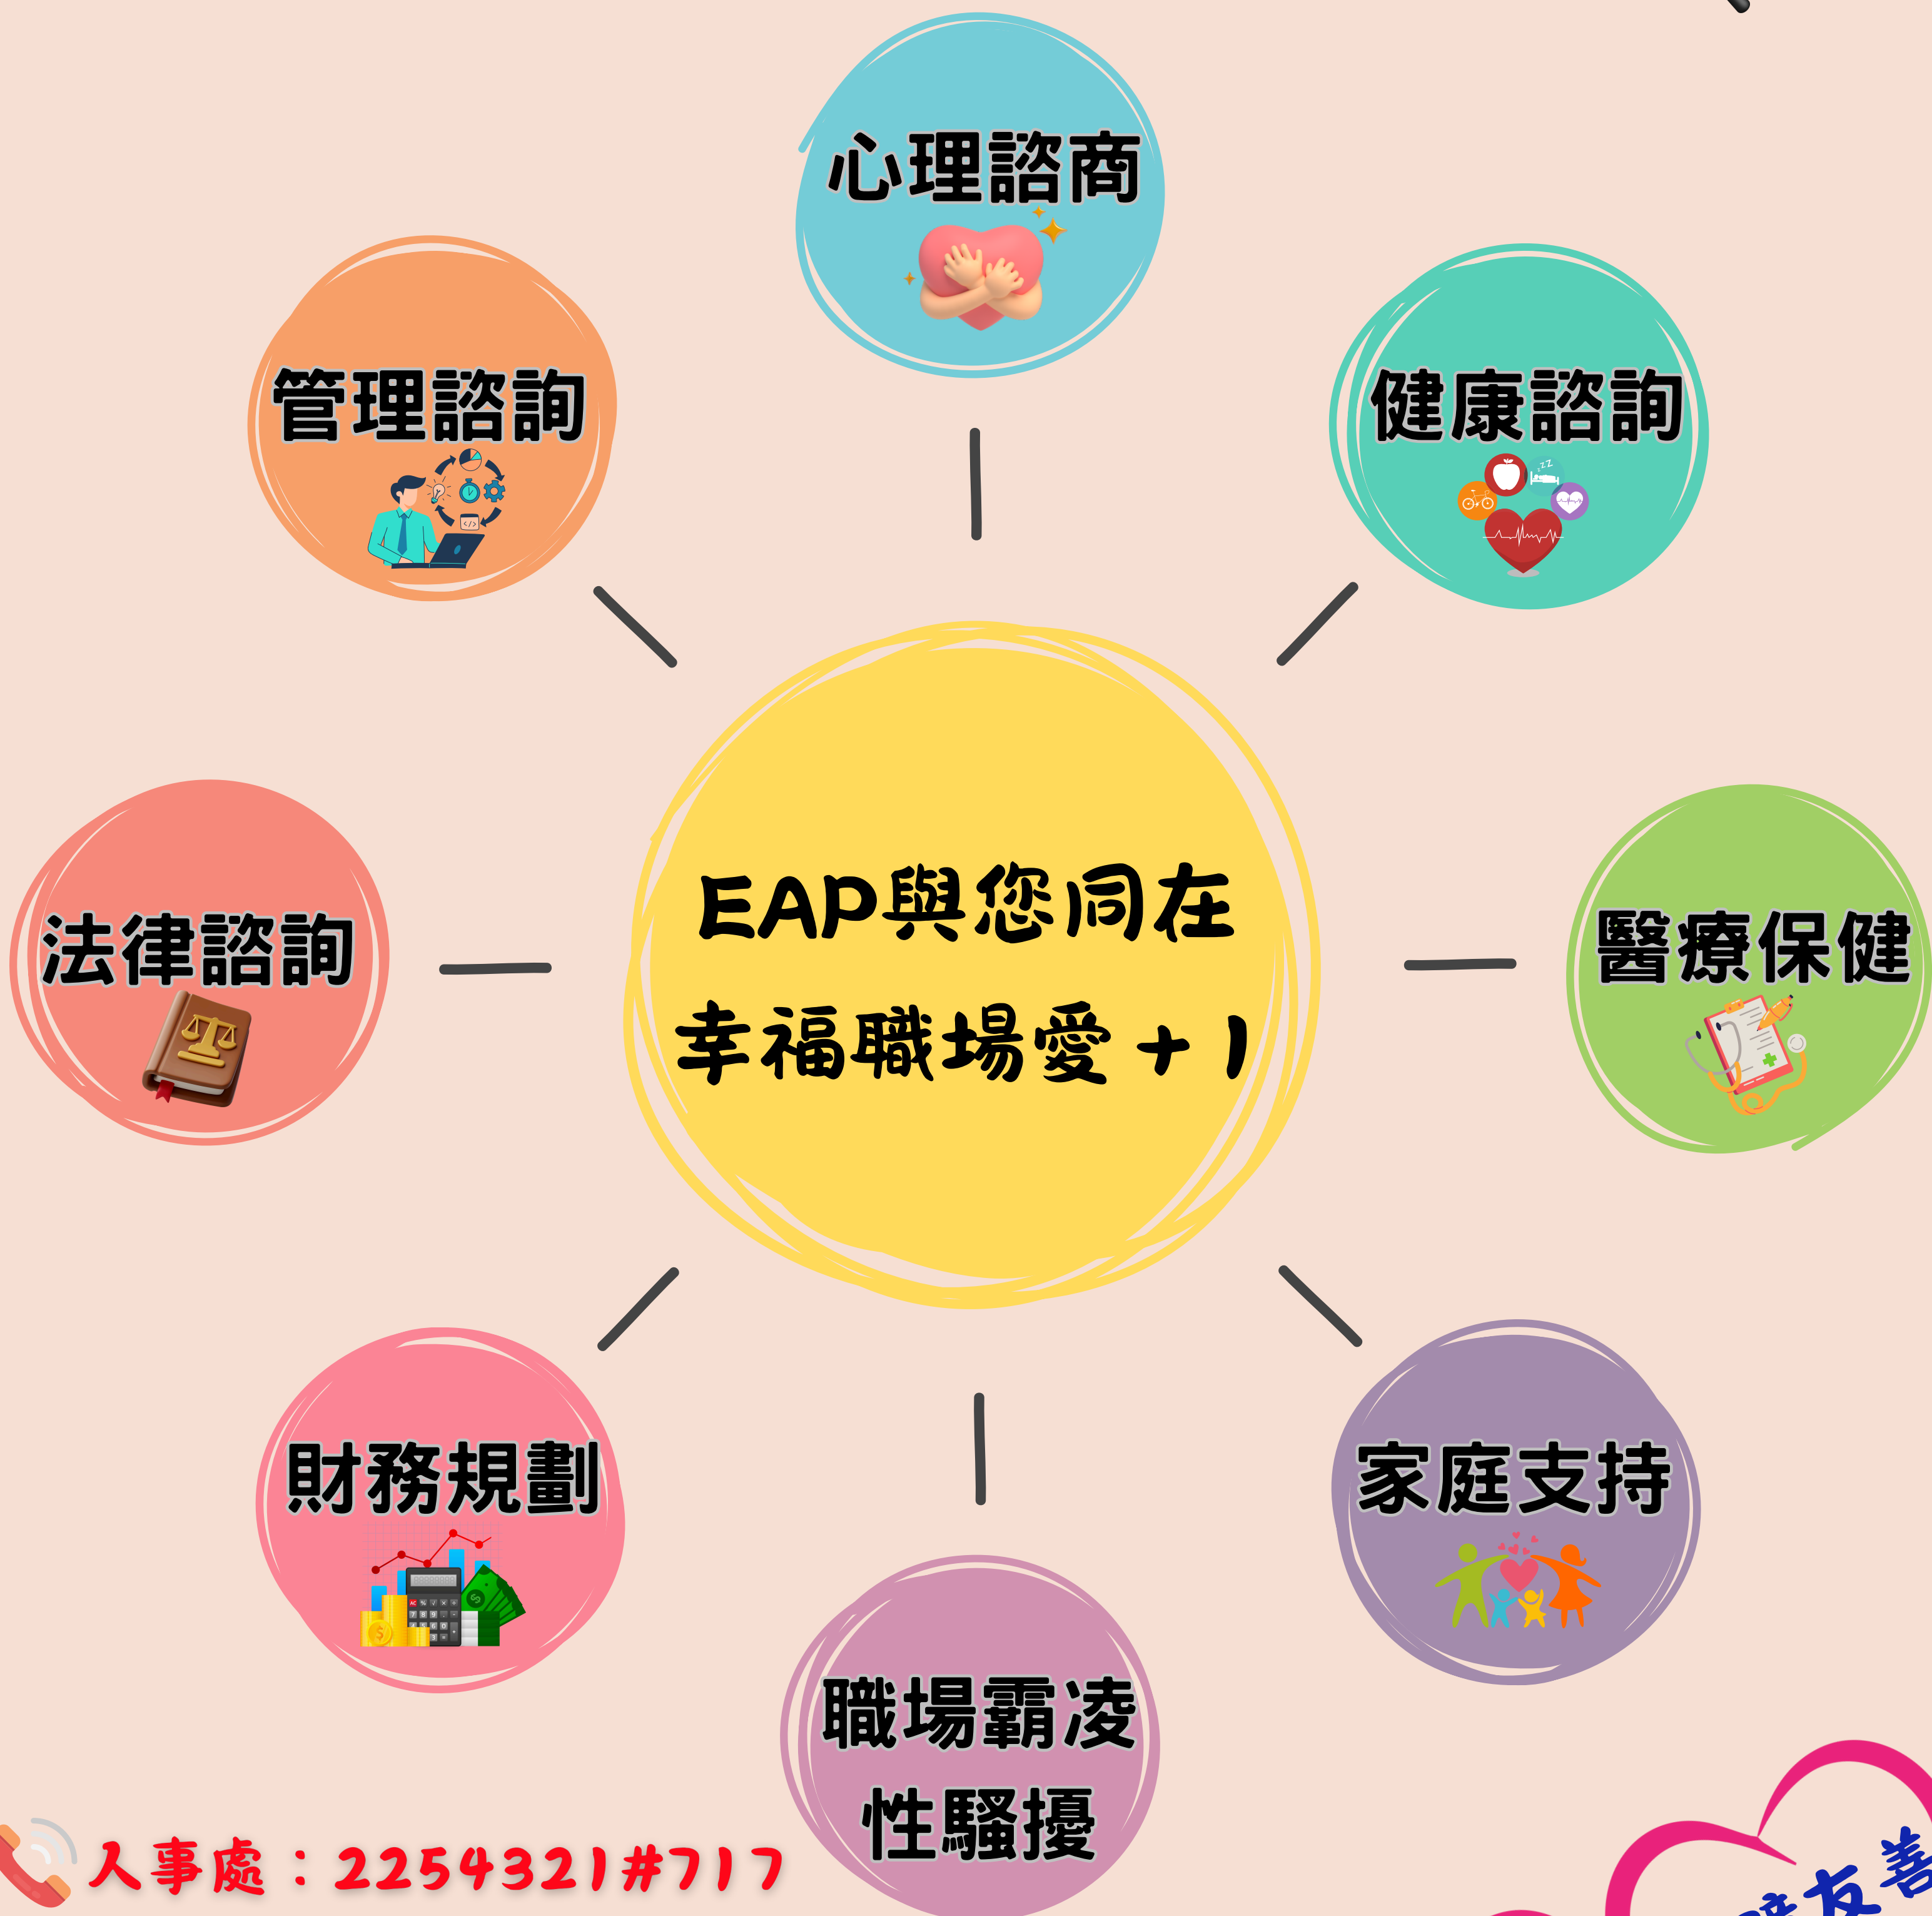 心理諮商
管理諮詢
健康諮詢
EAP與您同在
幸福職場愛+1
法律諮詢
醫療保健
財務規劃
家庭支持
職場霸凌
性騷擾
人事處：2254321#717
友善